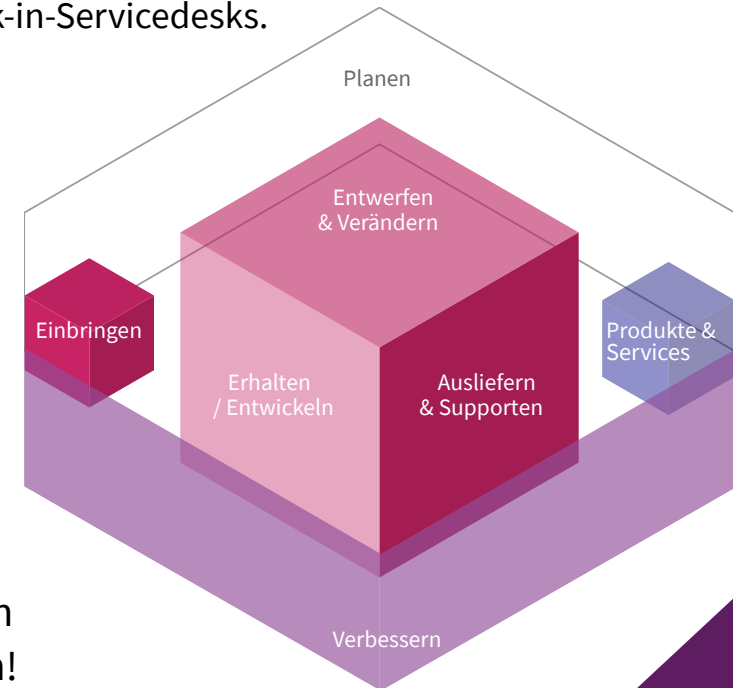 k-in-Servicedesks.
Planen
Entwerfen
& Verändern
Einbringen
Produkte &
Services
Erhalten
/ Entwickeln
Ausliefern
& Supporten
Verbessern
n
n!